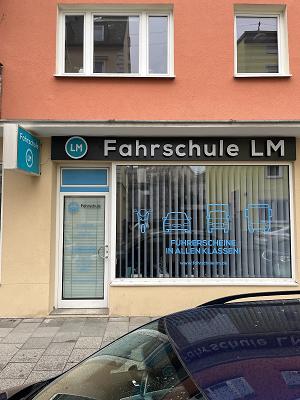 LM Fahrschule LM
Fahrschule
LM
Fahrschule
FÜHRERSCHEINE
IN ALLEN KLASSEN!